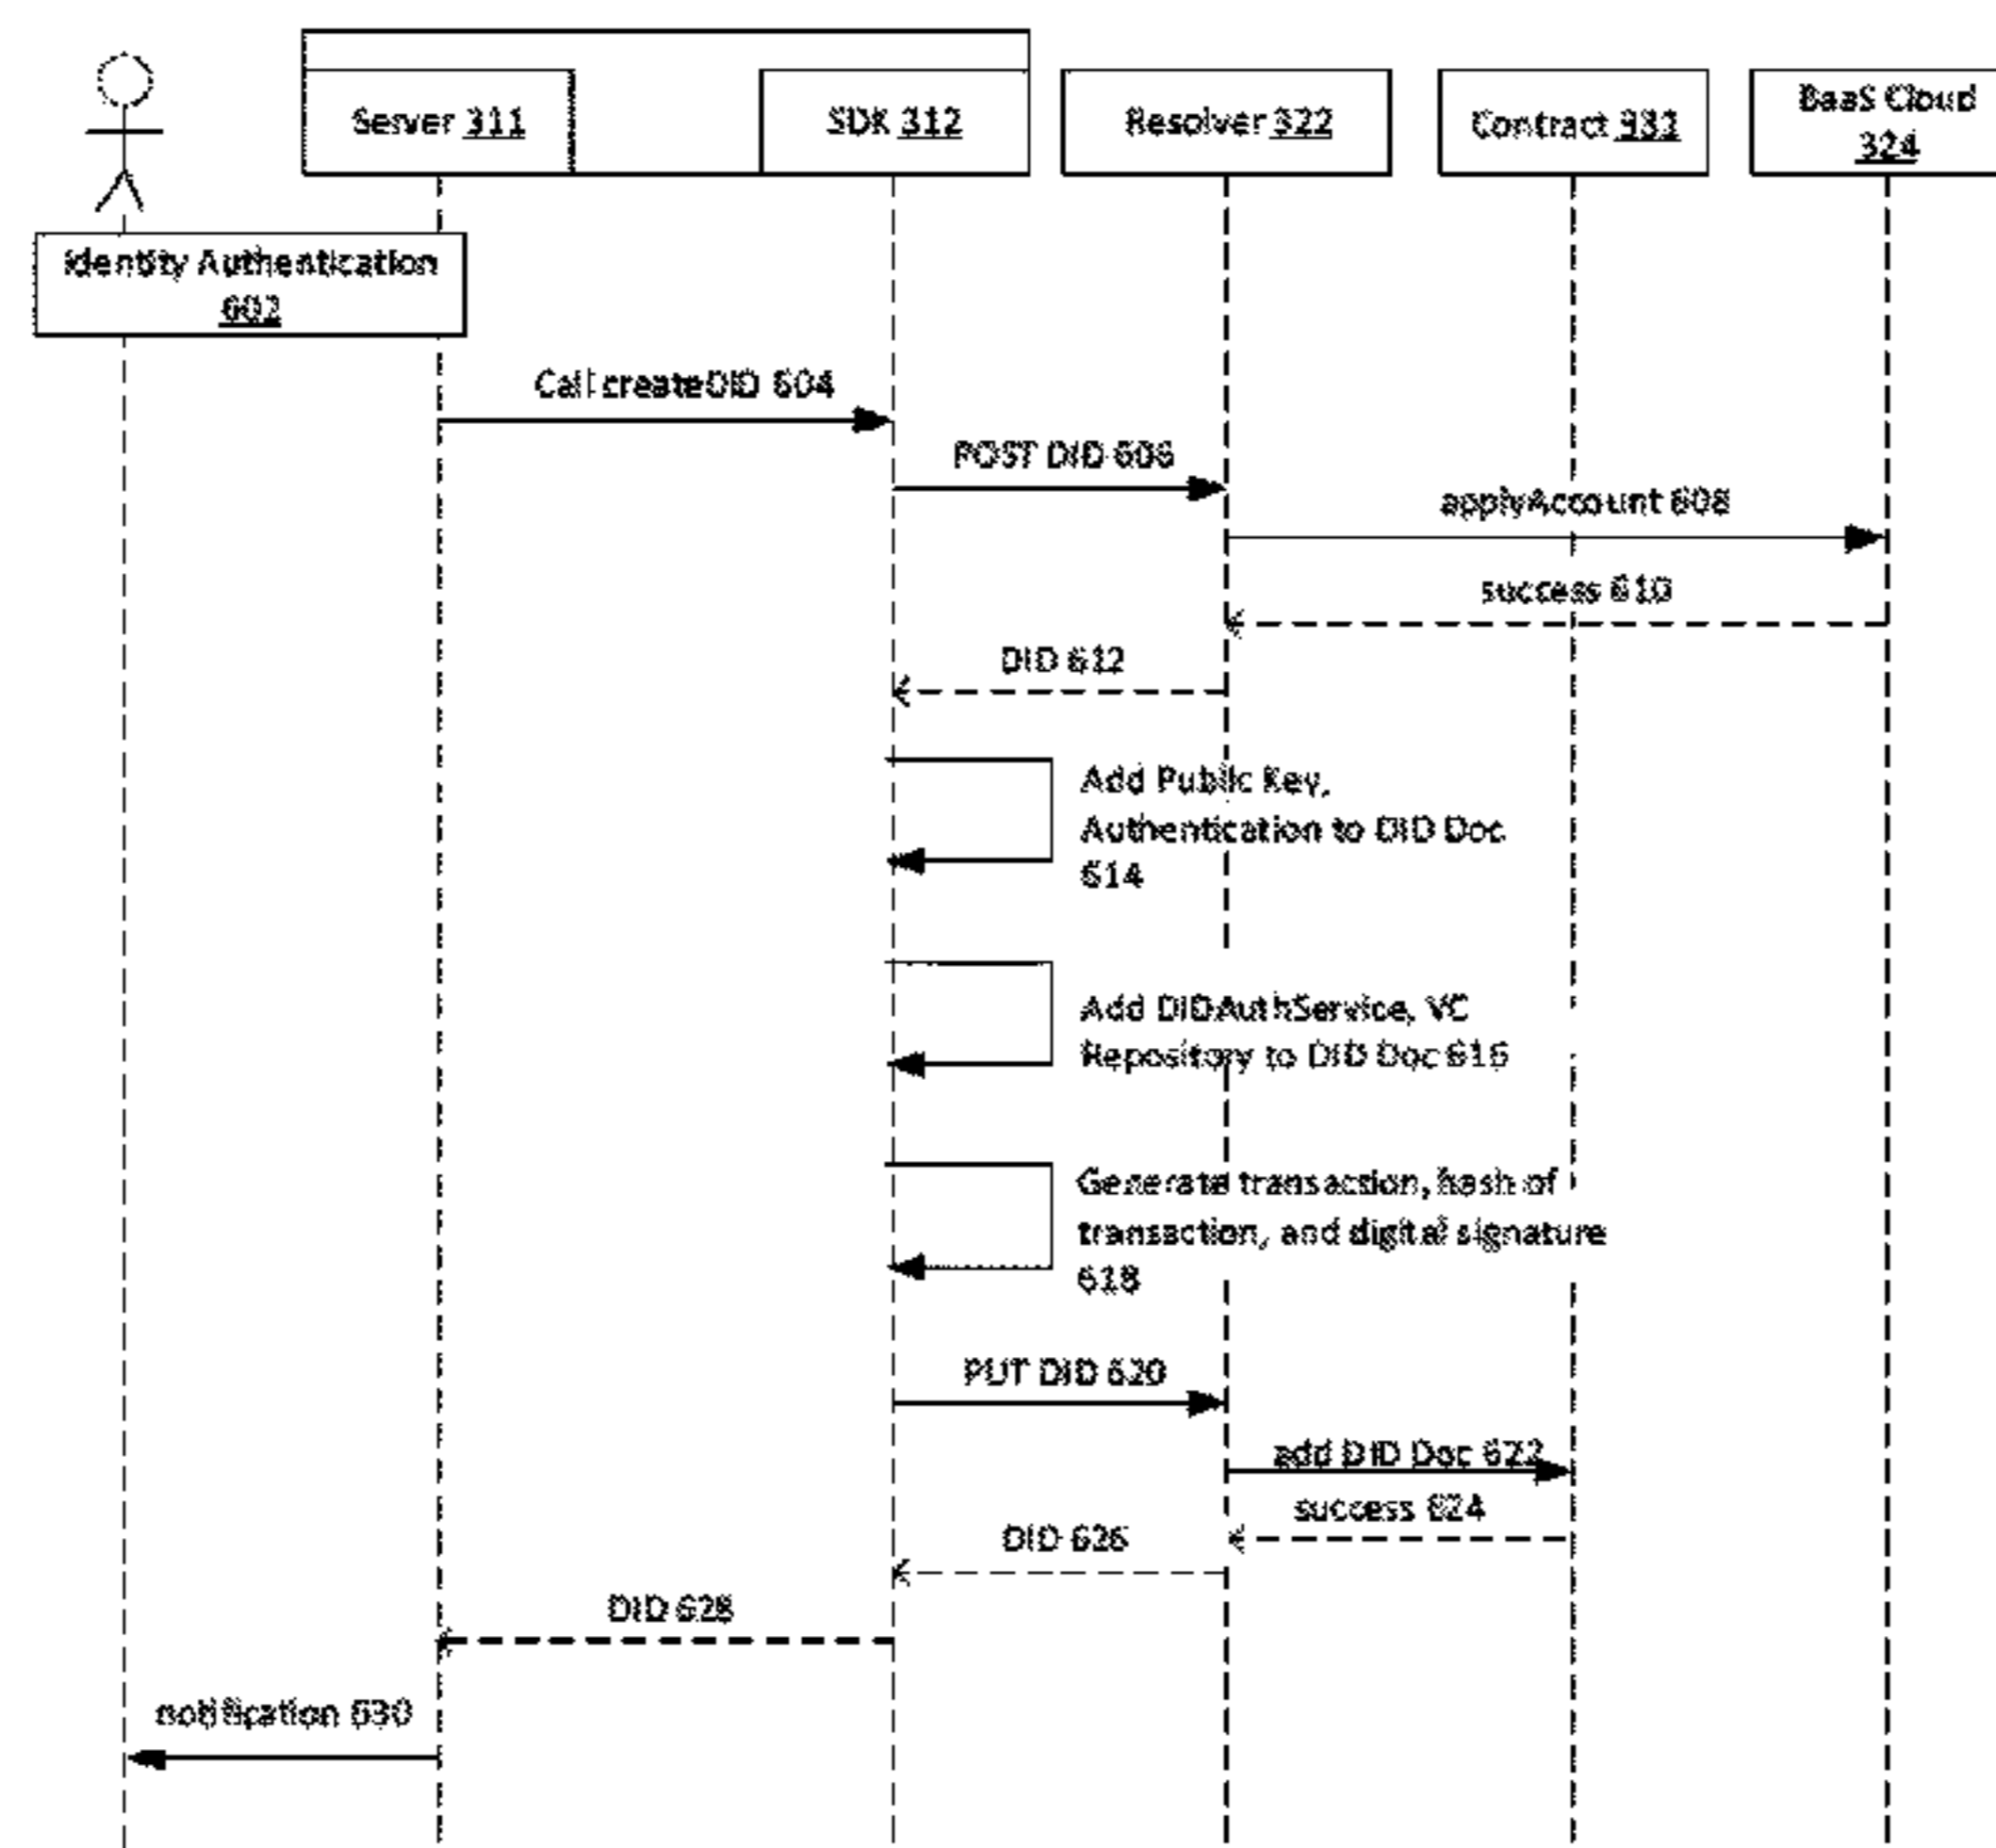 Server 311
SDK 312
Resolver 322
Contract 331
BaaS Cloud
324
Identity Authentication
602
Call createDID 604
POST DID 606
applyAccount 608
success 610
DID 612
Add Public Key,
Authentication to DID Doc
614
Add DIDAuthService, VC
Repository to DID Doc 616
Generate transaction, hash of
transaction, and digital signature
618
PUT DID 620
add DID Doc 622
success 624
DID 626
DID 628
notification 630